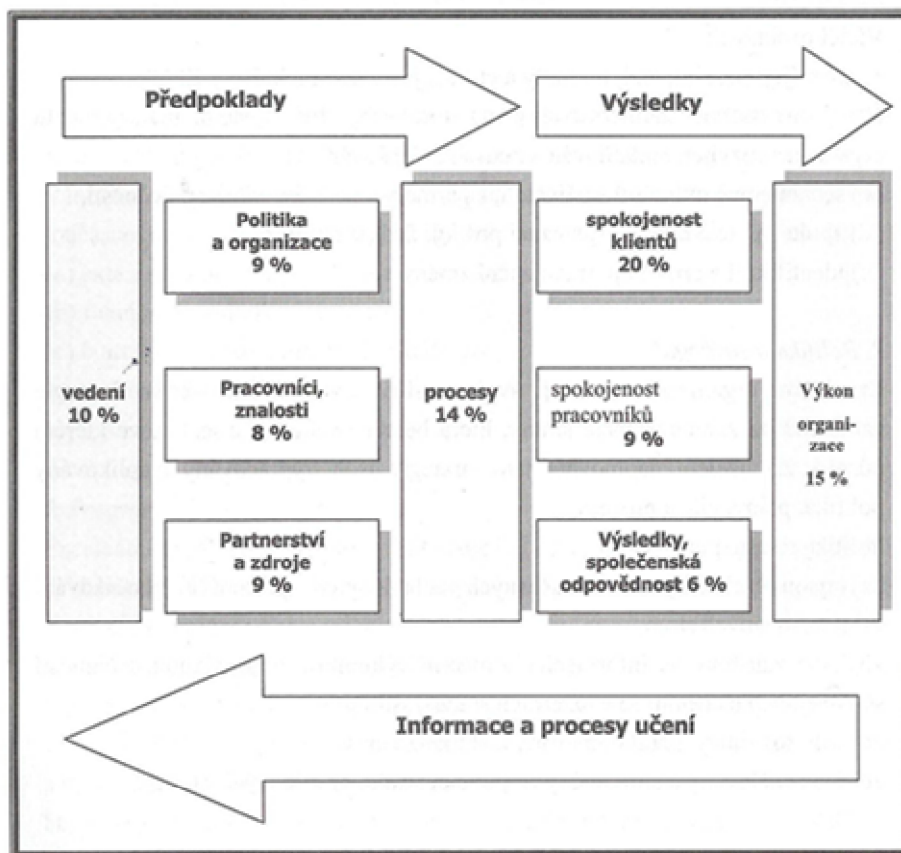 Předpoklady
Výsledky
Politika
a organizace
9 %
spokojenost
klientů
20 %
vedení
10 %
Pracovníci,
znalosti
8 %
procesy
14 %
spokojenost
pracovníků
9 %
Výkon
organi-
zace
15 %
Partnerství
a zdroje
9 %
Výsledky,
společenská
odpovědnost 6 %
Informace a procesy učení